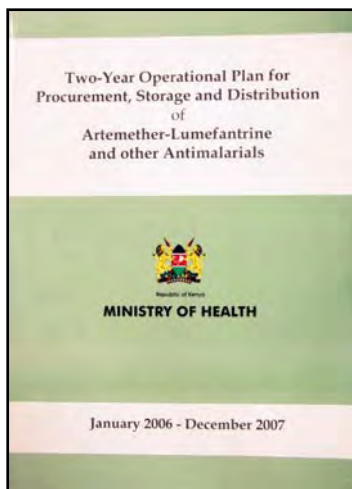 Two-Year Operational Plan for
Procurement, Storage and Distribution
of
Artemether-Lumefantrine
and other Antimalarials
Republic of Kenya
MINISTRY OF HEALTH
January 2006 - December 2007